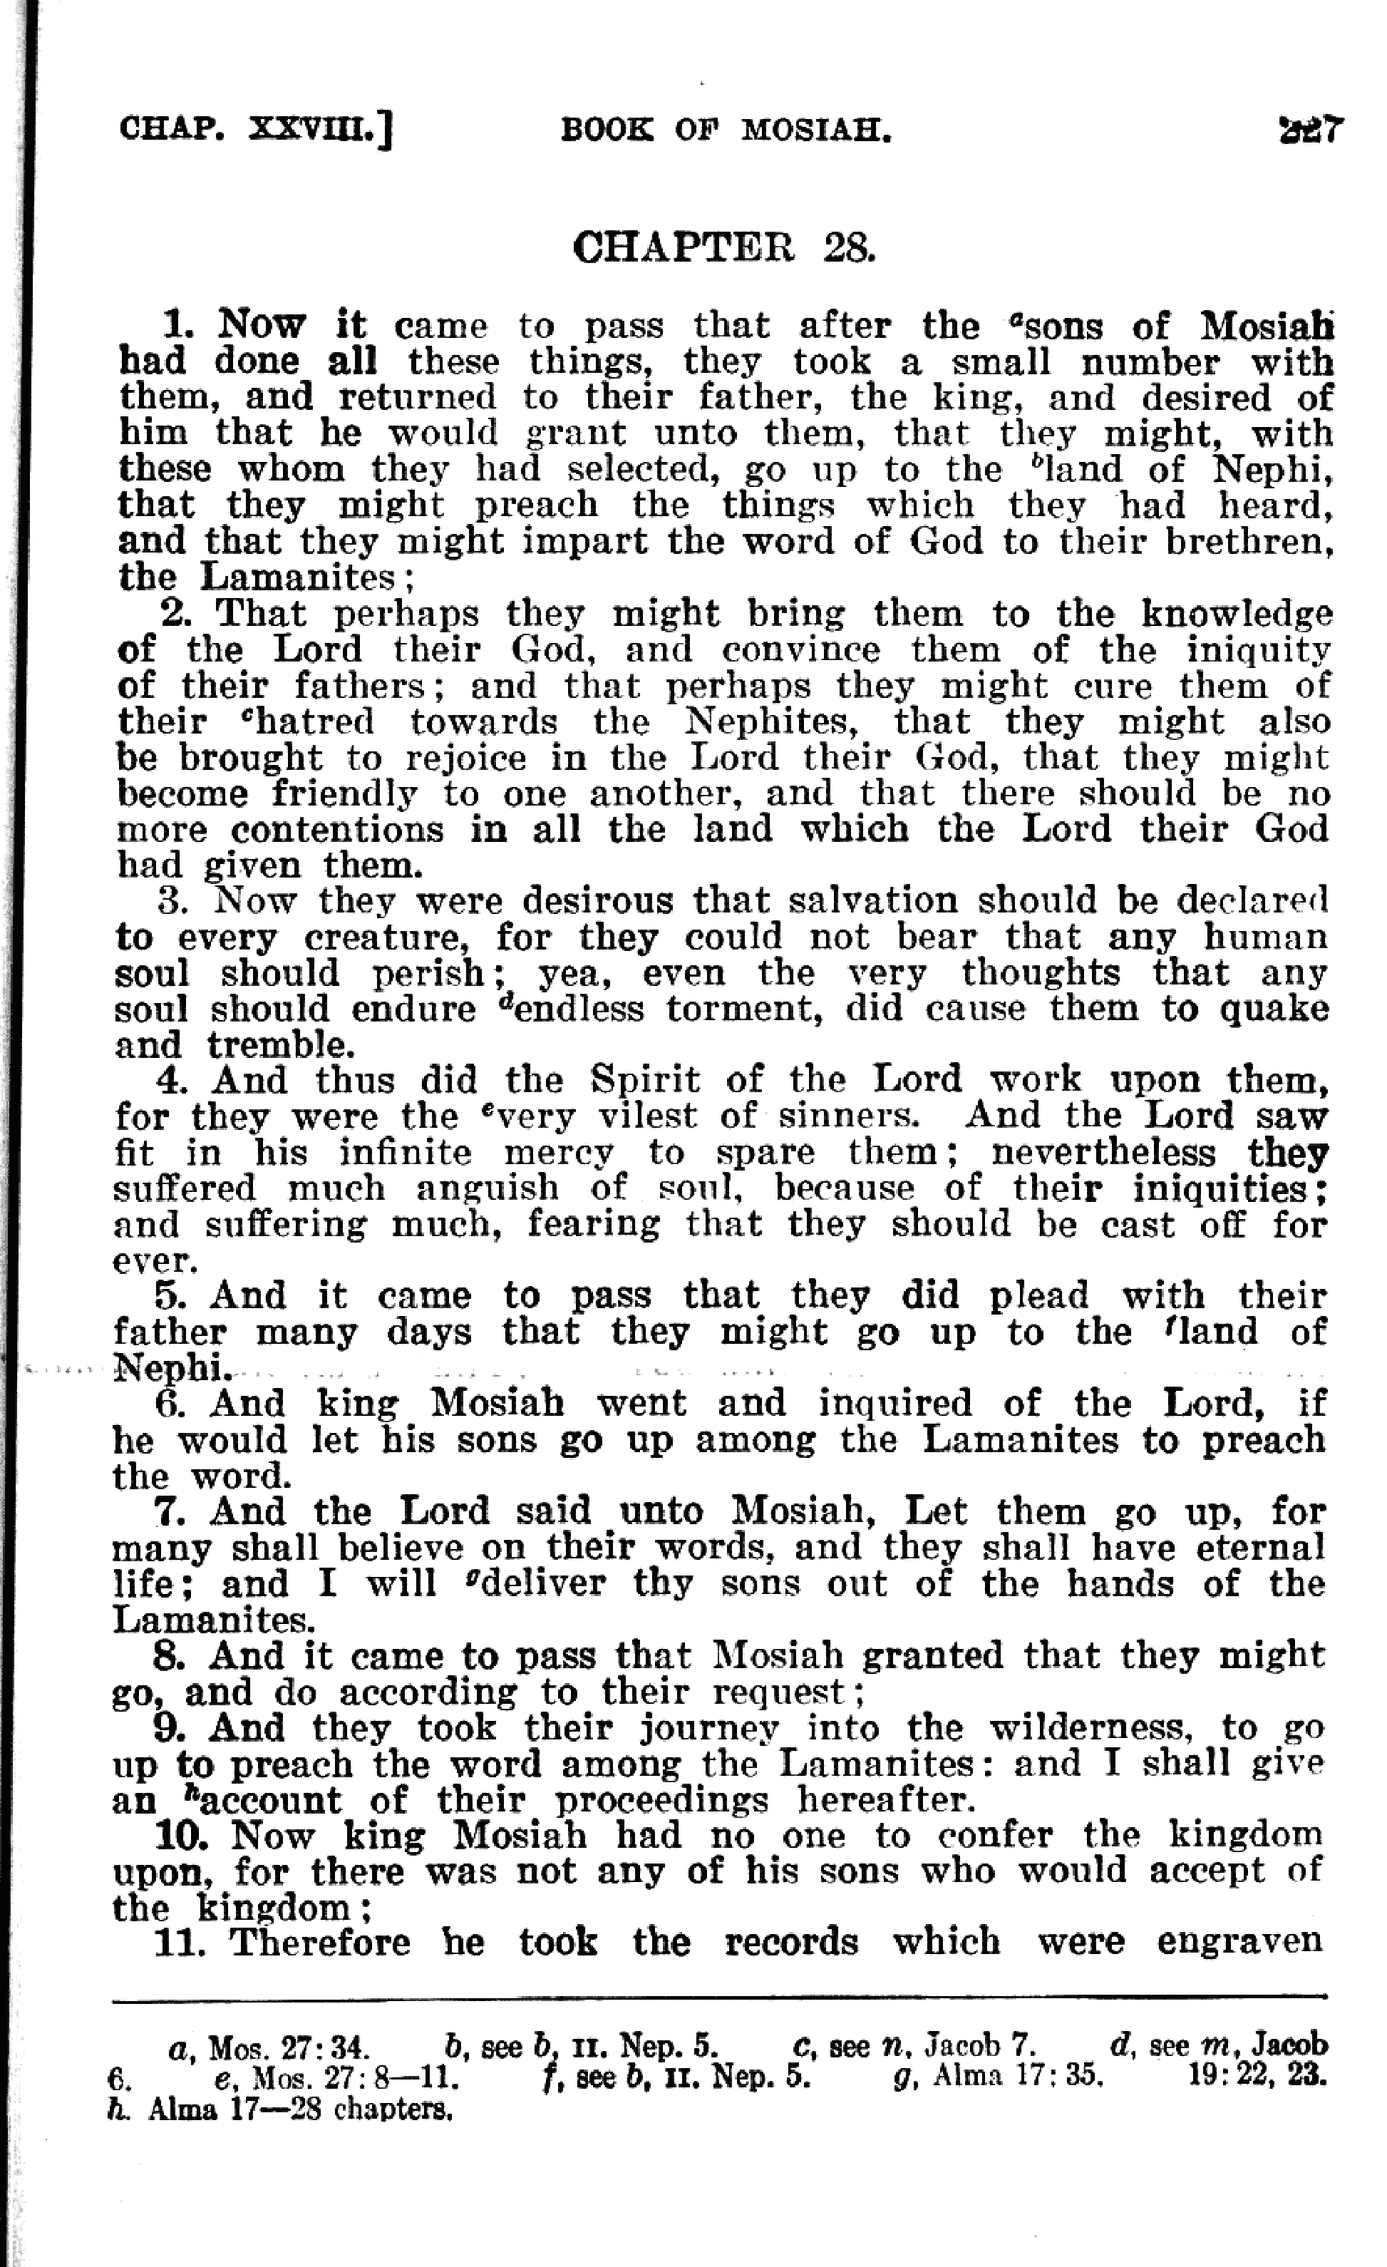 CHAP. XXVIII.] BOOK OF MOSIAH. 227
CHAPTER 28.
1. Now it came to pass that after the ᵃsons of Mosiah
had done all these things, they took a small number with
them, and returned to their father, the king, and desired of
him that he would grant unto them, that they might, with
these whom they had selected, go up to the ᵇland of Nephi,
that they might preach the things which they had heard,
and that they might impart the word of God to their brethren,
the Lamanites;
2. That perhaps they might bring them to the knowledge
of the Lord their God, and convince them of the iniquity
of their fathers; and that perhaps they might cure them of
their ᶜhatred towards the Nephites, that they might also
be brought to rejoice in the Lord their God, that they might
become friendly to one another, and that there should be no
more contentions in all the land which the Lord their God
had given them.
3. Now they were desirous that salvation should be declared
to every creature, for they could not bear that any human
soul should perish; yea, even the very thoughts that any
soul should endure ᵈendless torment, did cause them to quake
and tremble.
4. And thus did the Spirit of the Lord work upon them,
for they were the ᵉvery vilest of sinners. And the Lord saw
fit in his infinite mercy to spare them; nevertheless they
suffered much anguish of soul, because of their iniquities;
and suffering much, fearing that they should be cast off for
ever.
5. And it came to pass that they did plead with their
father many days that they might go up to the ᶠland of
Nephi.
6. And king Mosiah went and inquired of the Lord, if
he would let his sons go up among the Lamanites to preach
the word.
7. And the Lord said unto Mosiah, Let them go up, for
many shall believe on their words, and they shall have eternal
life; and I will ᵍdeliver thy sons out of the hands of the
Lamanites.
8. And it came to pass that Mosiah granted that they might
go, and do according to their request;
9. And they took their journey into the wilderness, to go
up to preach the word among the Lamanites: and I shall give
an ʰaccount of their proceedings hereafter.
10. Now king Mosiah had no one to confer the kingdom
upon, for there was not any of his sons who would accept of
the kingdom;
11. Therefore he took the records which were engraven
a, Mos. 27:34. b, see b, II. Nep. 5. c, see n, Jacob 7. d, see m, Jacob
6. e, Mos. 27:8—11. f, see b, II. Nep. 5. g, Alma 17:35. 19:22, 23.
h. Alma 17—28 chapters.